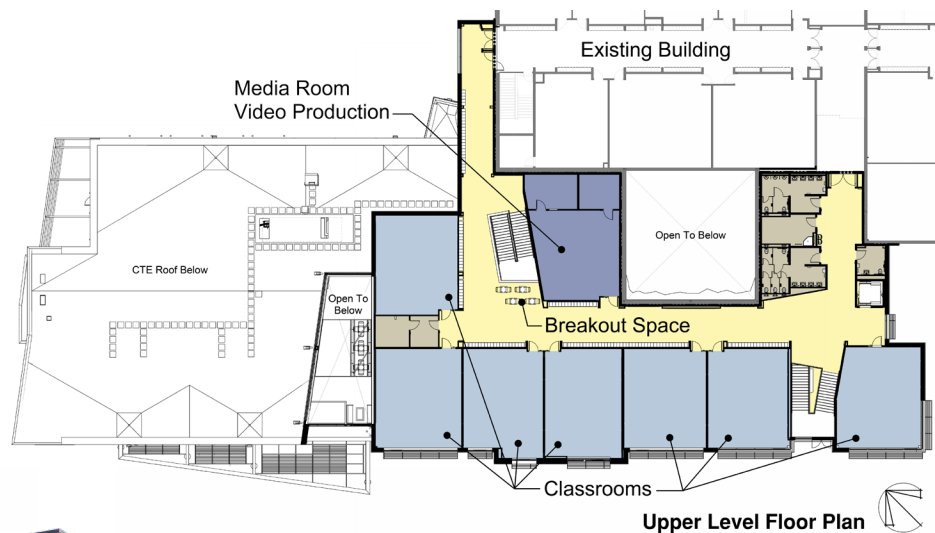 Existing Building
Media Room
Video Production
Open To Below
CTE Roof Below
Open To
Below
Breakout Space
Classrooms
Upper Level Floor Plan